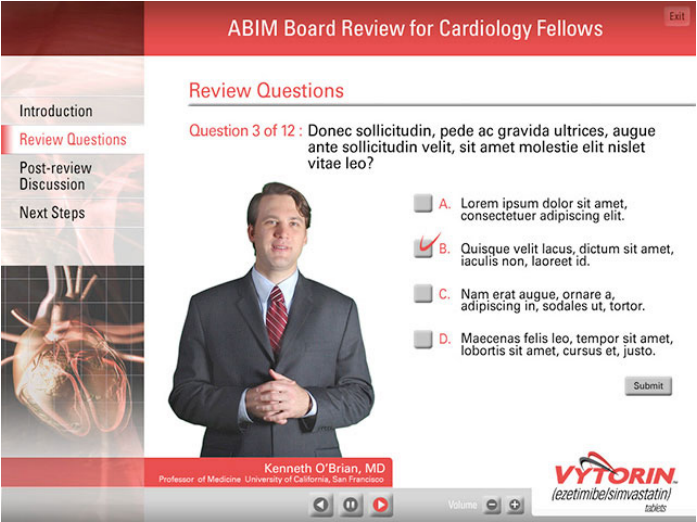 ABIM Board Review for Cardiology Fellows
Exit
Introduction
Review Questions
Post-review
Discussion
Next Steps
Review Questions
Question 3 of 12 : Donec sollicitudin, pede ac gravida ultrices, augue
ante sollicitudin velit, sit amet molestie elit nislet
vitae leo?
A. Lorem ipsum dolor sit amet,
consectetuer adipiscing elit.
B. Quisque velit lacus, dictum sit amet,
iaculis non, laoreet id.
C. Nam erat augue, ornare a,
adipiscing in, sodales ut, tortor.
D. Maecenas felis leo, tempor sit amet,
lobortis sit amet, cursus et, justo.
Submit
Kenneth O'Brian, MD
Professor of Medicine University of California, San Francisco
Volume
VYTORIN
(ezetimibe/simvastatin)
tablets